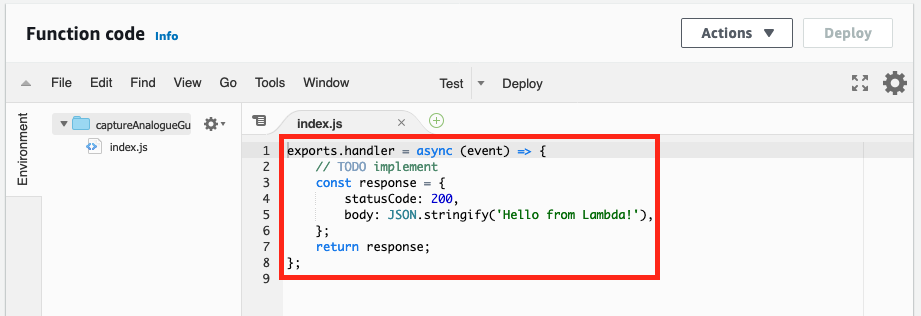 Function code Info Actions Deploy
File Edit Find View Go Tools Window Test Deploy
Environment
captureAnalogueGu
index.js
index.js
1 exports.handler = async (event) => {
2     // TODO implement
3     const response = {
4         statusCode: 200,
5         body: JSON.stringify('Hello from Lambda!'),
6     };
7     return response;
8 };
9